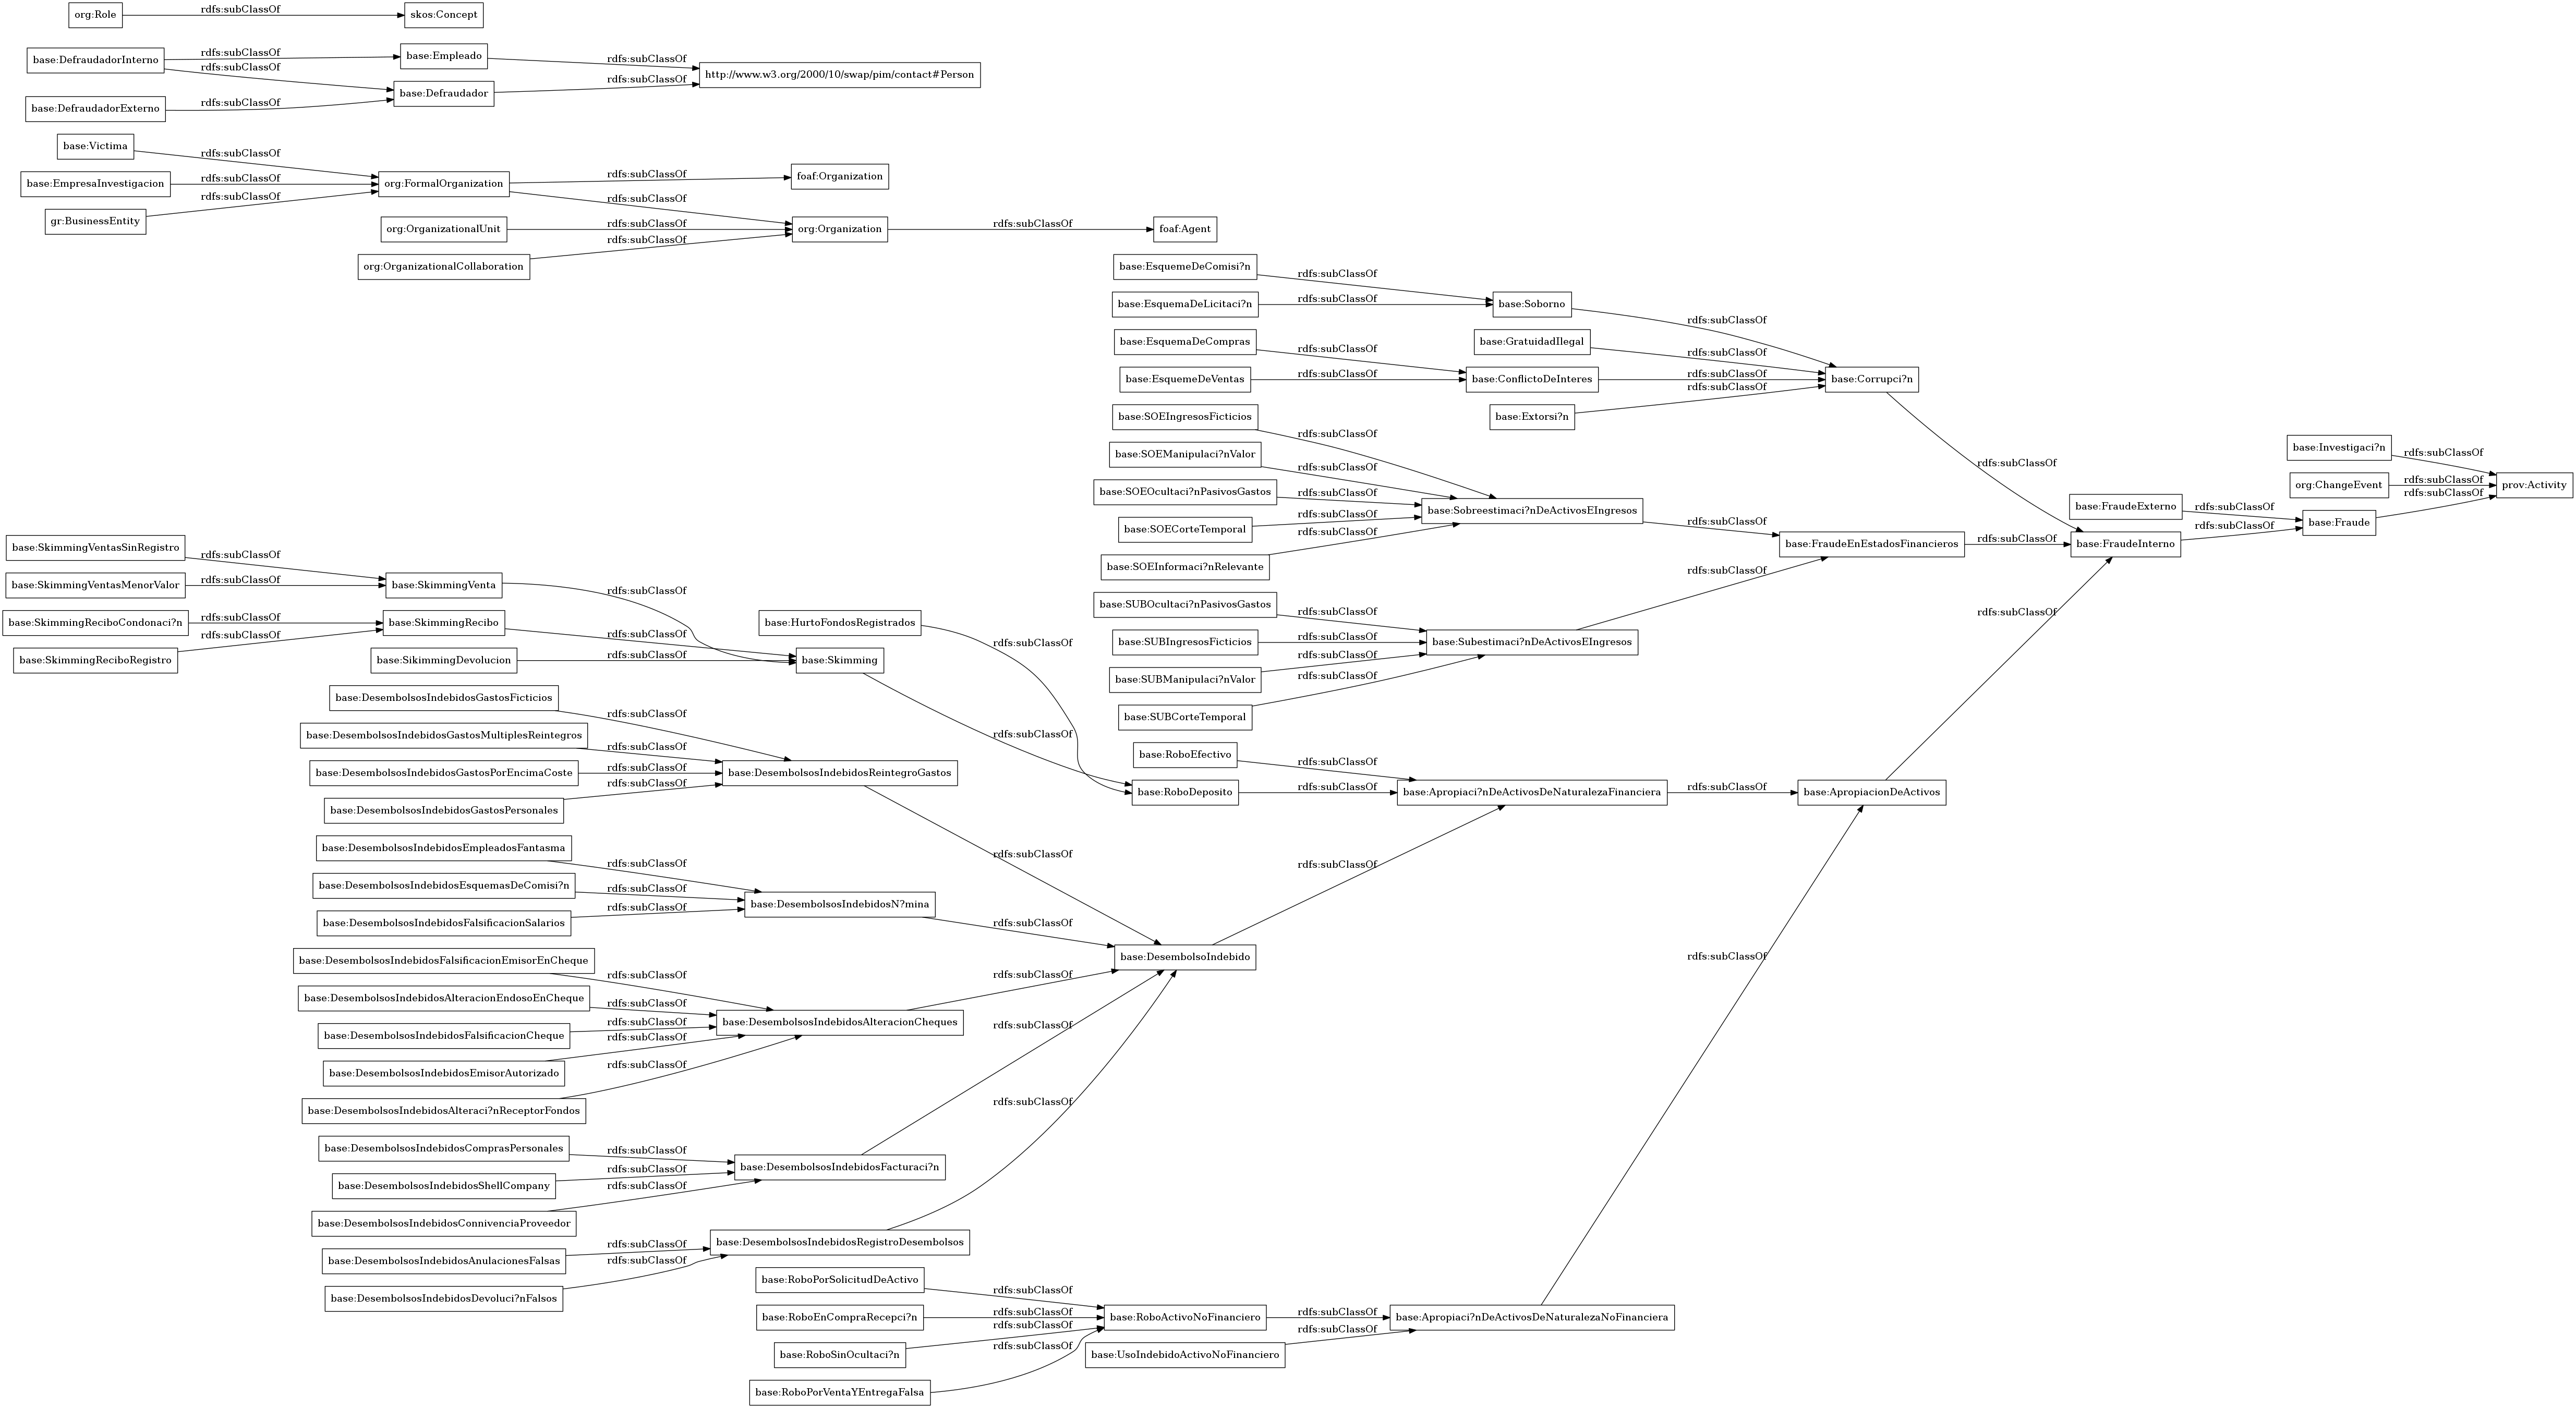 org:Role
rdfs:subClassOf
skos:Concept
base:DefraudadorInterno
rdfs:subClassOf
rdfs:subClassOf
base:Empleado
rdfs:subClassOf
http://www.w3.org/2000/10/swap/pim/contact#Person
base:Defraudador
rdfs:subClassOf
base:DefraudadorExterno
rdfs:subClassOf
base:Victima
rdfs:subClassOf
base:EmpresaInvestigacion
rdfs:subClassOf
gr:BusinessEntity
rdfs:subClassOf
org:FormalOrganization
rdfs:subClassOf
foaf:Organization
rdfs:subClassOf
org:OrganizationalUnit
rdfs:subClassOf
org:OrganizationalCollaboration
rdfs:subClassOf
org:Organization
rdfs:subClassOf
foaf:Agent
base:EsquemeDeComisi?n
rdfs:subClassOf
base:EsquemaDeLicitaci?n
rdfs:subClassOf
base:Soborno
rdfs:subClassOf
base:GratuidadIlegal
rdfs:subClassOf
base:EsquemaDeCompras
rdfs:subClassOf
base:EsquemeDeVentas
rdfs:subClassOf
base:ConflictoDeInteres
rdfs:subClassOf
base:Extorsi?n
rdfs:subClassOf
base:Corrupci?n
rdfs:subClassOf
base:SOEIngresosFicticios
rdfs:subClassOf
base:SOEManipulaci?nValor
rdfs:subClassOf
base:SOEOcultaci?nPasivosGastos
rdfs:subClassOf
base:SOECorteTemporal
rdfs:subClassOf
base:SOEInformaci?nRelevante
rdfs:subClassOf
base:Sobreestimaci?nDeActivosEIngresos
rdfs:subClassOf
base:FraudeEnEstadosFinancieros
rdfs:subClassOf
base:SUBOcultaci?nPasivosGastos
rdfs:subClassOf
base:SUBIngresosFicticios
rdfs:subClassOf
base:SUBManipulaci?nValor
rdfs:subClassOf
base:SUBCorteTemporal
rdfs:subClassOf
base:Subestimaci?nDeActivosEIngresos
rdfs:subClassOf
base:Investigaci?n
rdfs:subClassOf
org:ChangeEvent
rdfs:subClassOf
prov:Activity
base:FraudeExterno
rdfs:subClassOf
base:FraudeInterno
rdfs:subClassOf
base:Fraude
rdfs:subClassOf
base:SkimmingVentasSinRegistro
rdfs:subClassOf
base:SkimmingVentasMenorValor
rdfs:subClassOf
base:SkimmingVenta
rdfs:subClassOf
base:SkimmingReciboCondonaci?n
rdfs:subClassOf
base:SkimmingReciboRegistro
rdfs:subClassOf
base:SkimmingRecibo
rdfs:subClassOf
base:SikimmingDevolucion
rdfs:subClassOf
base:Skimming
rdfs:subClassOf
base:HurtoFondosRegistrados
rdfs:subClassOf
base:RoboEfectivo
rdfs:subClassOf
base:RoboDeposito
rdfs:subClassOf
base:Apropiaci?nDeActivosDeNaturalezaFinanciera
rdfs:subClassOf
base:ApropiacionDeActivos
rdfs:subClassOf
base:DesembolsosIndebidosGastosFicticios
rdfs:subClassOf
base:DesembolsosIndebidosGastosMultiplesReintegros
rdfs:subClassOf
base:DesembolsosIndebidosGastosPorEncimaCoste
rdfs:subClassOf
base:DesembolsosIndebidosGastosPersonales
rdfs:subClassOf
base:DesembolsosIndebidosReintegroGastos
rdfs:subClassOf
base:DesembolsosIndebidosEmpleadosFantasma
rdfs:subClassOf
base:DesembolsosIndebidosEsquemasDeComisi?n
rdfs:subClassOf
base:DesembolsosIndebidosFalsificacionSalarios
rdfs:subClassOf
base:DesembolsosIndebidosN?mina
rdfs:subClassOf
base:DesembolsoIndebido
rdfs:subClassOf
base:DesembolsosIndebidosFalsificacionEmisorEnCheque
rdfs:subClassOf
base:DesembolsosIndebidosAlteracionEndosoEnCheque
rdfs:subClassOf
base:DesembolsosIndebidosFalsificacionCheque
rdfs:subClassOf
base:DesembolsosIndebidosEmisorAutorizado
rdfs:subClassOf
base:DesembolsosIndebidosAlteraci?nReceptorFondos
rdfs:subClassOf
base:DesembolsosIndebidosAlteracionCheques
rdfs:subClassOf
base:DesembolsosIndebidosComprasPersonales
rdfs:subClassOf
base:DesembolsosIndebidosShellCompany
rdfs:subClassOf
base:DesembolsosIndebidosConnivenciaProveedor
rdfs:subClassOf
base:DesembolsosIndebidosFacturaci?n
rdfs:subClassOf
base:DesembolsosIndebidosAnulacionesFalsas
rdfs:subClassOf
base:DesembolsosIndebidosDevoluci?nFalsos
rdfs:subClassOf
base:DesembolsosIndebidosRegistroDesembolsos
rdfs:subClassOf
base:RoboPorSolicitudDeActivo
rdfs:subClassOf
base:RoboEnCompraRecepci?n
rdfs:subClassOf
base:RoboSinOcultaci?n
rdfs:subClassOf
base:RoboPorVentaYEntregaFalsa
rdfs:subClassOf
base:RoboActivoNoFinanciero
rdfs:subClassOf
base:UsoIndebidoActivoNoFinanciero
rdfs:subClassOf
base:Apropiaci?nDeActivosDeNaturalezaNoFinanciera
rdfs:subClassOf